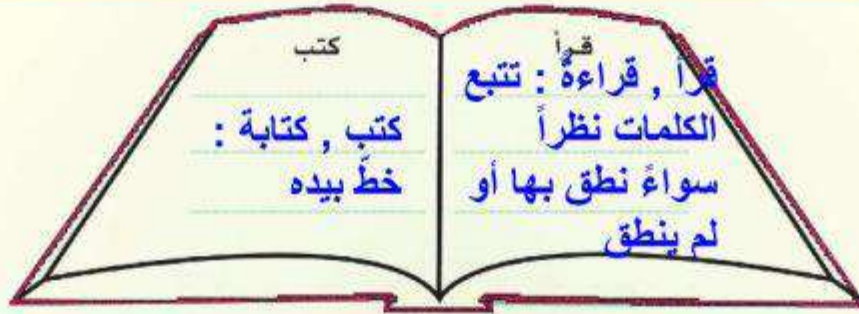 قرأ
قرأ , قراءةً : تتبع
الكلمات نظراً
سواءً نطق بها أو
لم ينطق
كتب
كتب , كتابة :
خطّ بيده